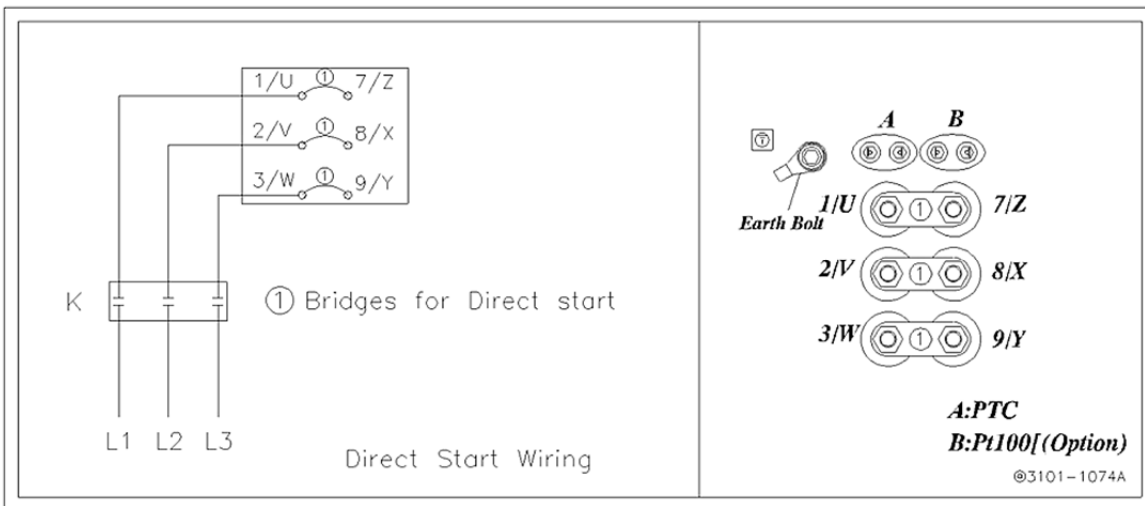 1/U ① 7/Z
2/V ① 8/X
3/W ① 9/Y
K
① Bridges for Direct start
L1 L2 L3
Direct Start Wiring
A B
Earth Bolt
1/U ① 7/Z
2/V ① 8/X
3/W ① 9/Y
A:PTC
B:Pt100[(Option)
@3101-1074A